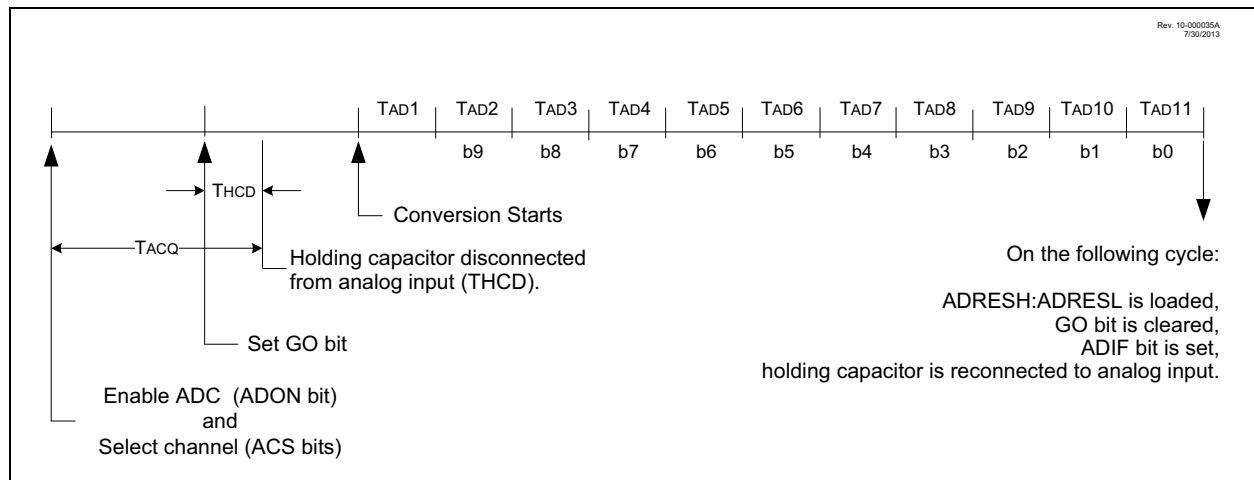 Rev. 10-000035A
7/30/2013
TAD1 TAD2 TAD3 TAD4 TAD5 TAD6 TAD7 TAD8 TAD9 TAD10 TAD11
b9 b8 b7 b6 b5 b4 b3 b2 b1 b0
THCD
Conversion Starts
TACQ
Holding capacitor disconnected
from analog input (THCD).
Set GO bit
Enable ADC (ADON bit)
and
Select channel (ACS bits)
On the following cycle:
ADRESH:ADRESL is loaded,
GO bit is cleared,
ADIF bit is set,
holding capacitor is reconnected to analog input.